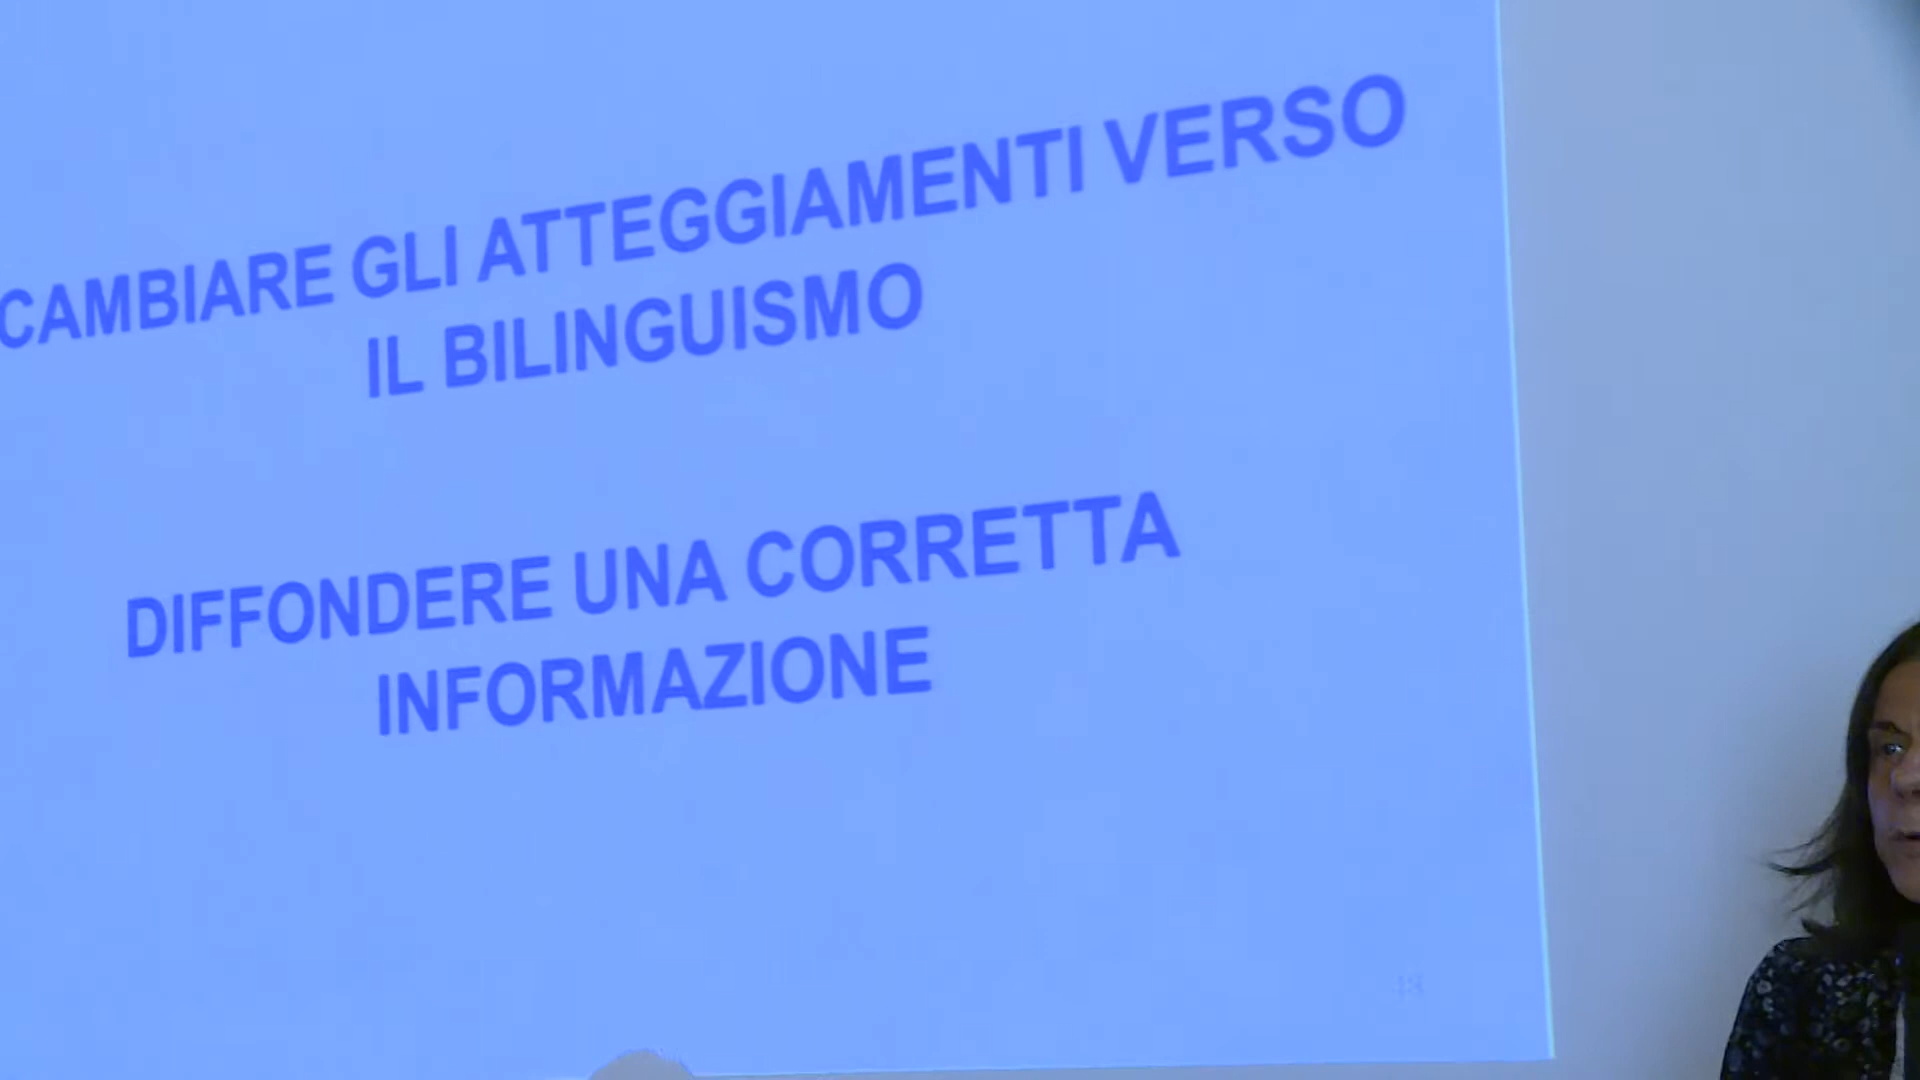 CAMBIARE GLI ATTEGGIAMENTI VERSO
IL BILINGUISMO
DIFFONDERE UNA CORRETTA
INFORMAZIONE